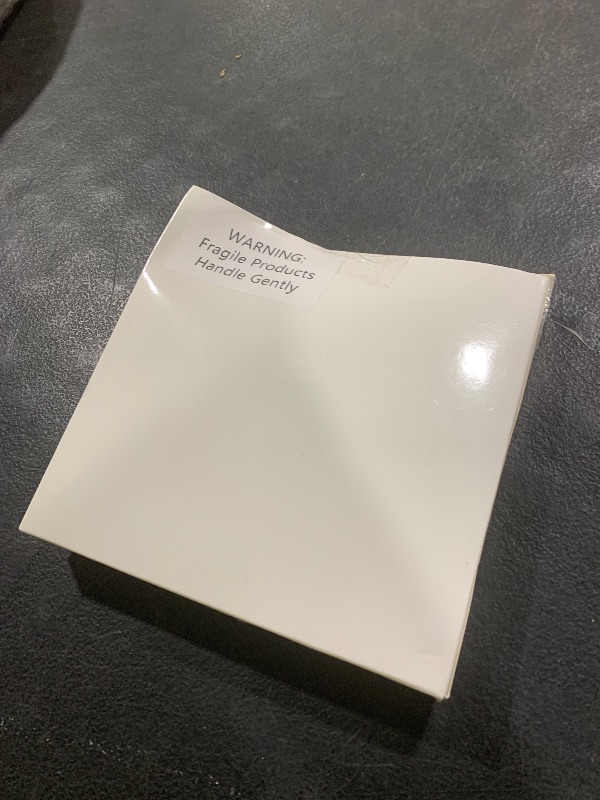 WARNING:
Fragile Products
Handle Gently